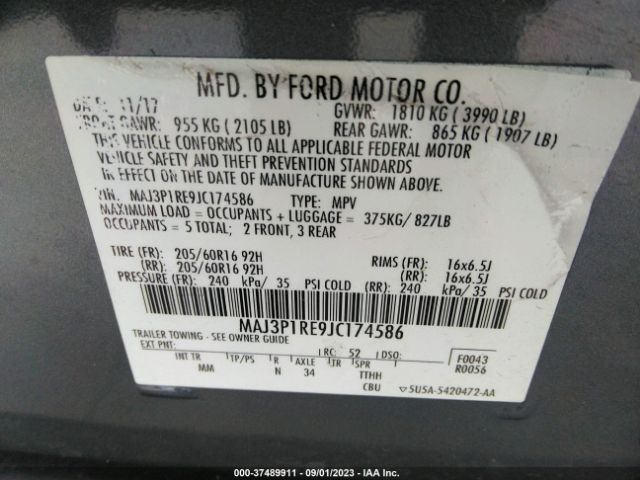 MFD. BY FORD MOTOR CO.
DATE: 11/17 GVWR: 1810 KG ( 3990 LB)
FRONT GAWR: 955 KG ( 2105 LB) REAR GAWR: 865 KG ( 1907 LB)
THIS VEHICLE CONFORMS TO ALL APPLICABLE FEDERAL MOTOR
VEHICLE SAFETY AND THEFT PREVENTION STANDARDS
IN EFFECT ON THE DATE OF MANUFACTURE SHOWN ABOVE.
VIN: MAJ3P1RE9JC174586 TYPE: MPV
MAXIMUM LOAD = OCCUPANTS + LUGGAGE = 375KG/ 827LB
OCCUPANTS = 5 TOTAL; 2 FRONT, 3 REAR
TIRE (FR): 205/60R16 92H RIMS (FR): 16x6.5J
(RR): 205/60R16 92H (RR): 16x6.5J
PRESSURE (FR): 240 kPa/ 35 PSI COLD (RR): 240 kPa/ 35 PSI COLD
MAJ3P1RE9JC174586
TRAILER TOWING - SEE OWNER GUIDE
EXT PNT: RC: 52 DSO: F0043
INT TR TP/PS R AXLE TR SPR R0056
MM N 34 TTHH
CBU 5U5A-5420472-AA
000-37489911 - 09/01/2023 - IAA Inc.